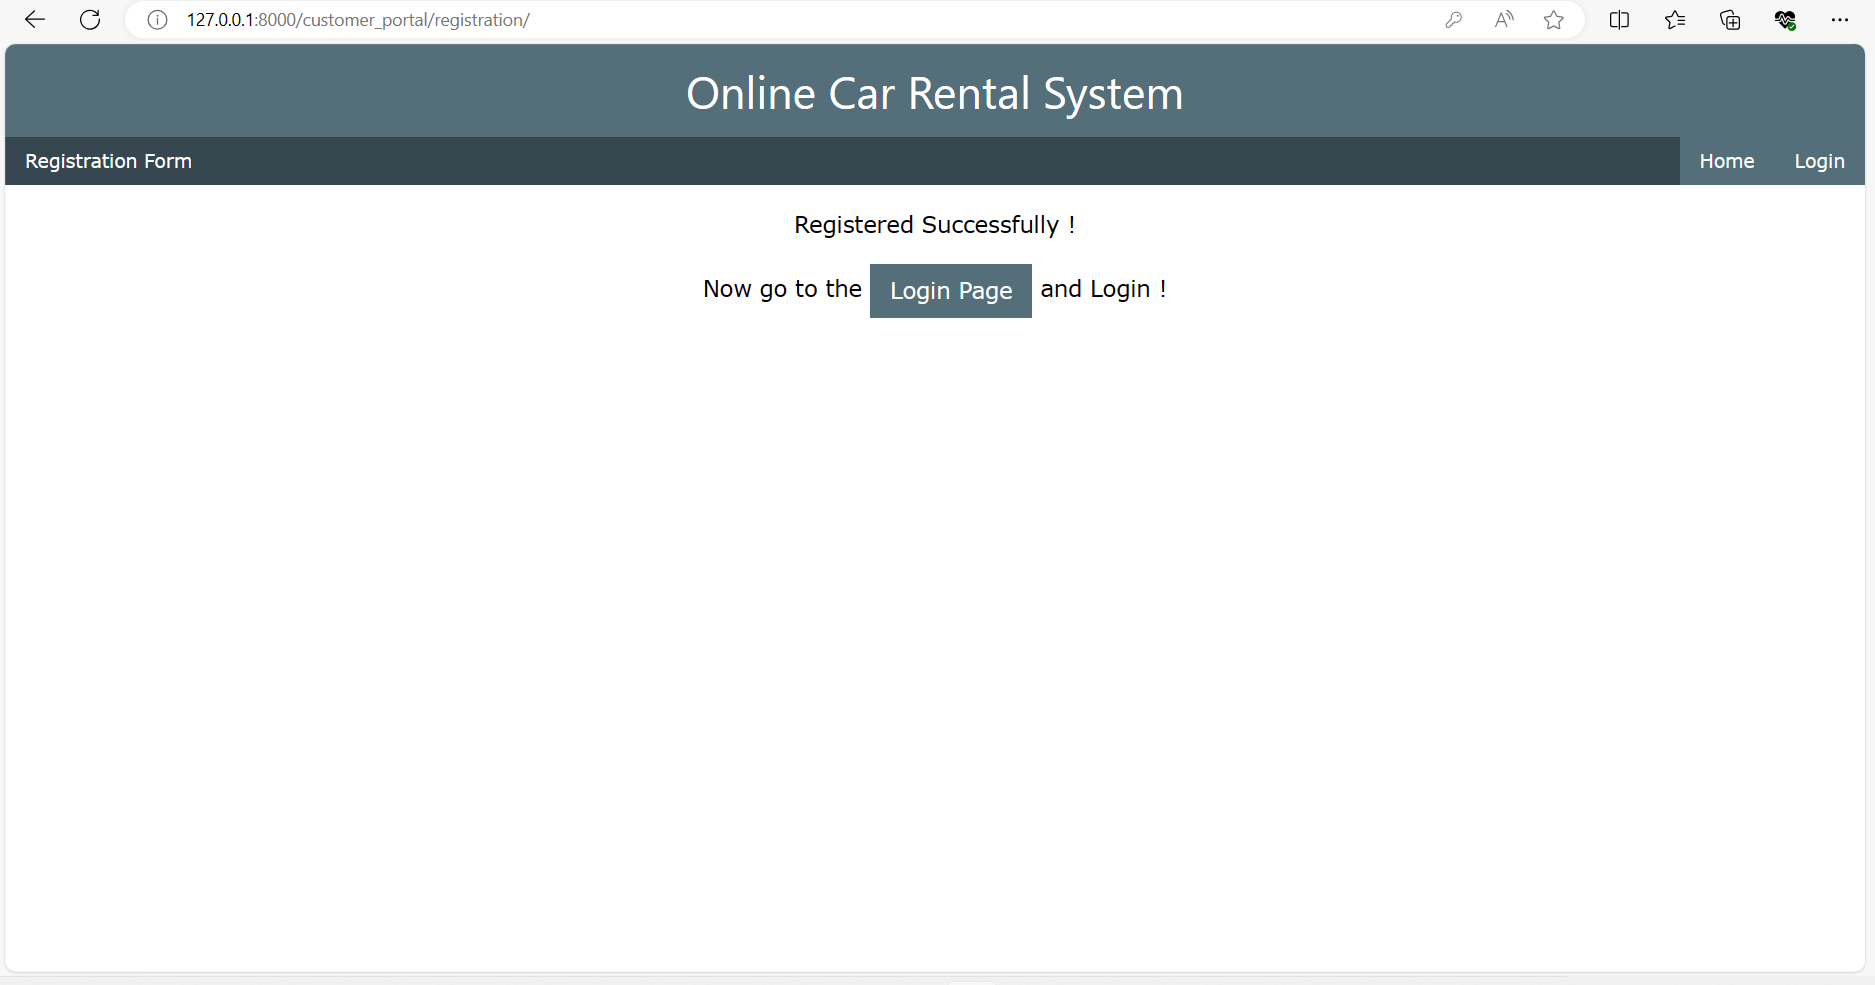 127.0.0.1:8000/customer_portal/registration/
Online Car Rental System
Registration Form Home Login
Registered Successfully !
Now go to the Login Page and Login !